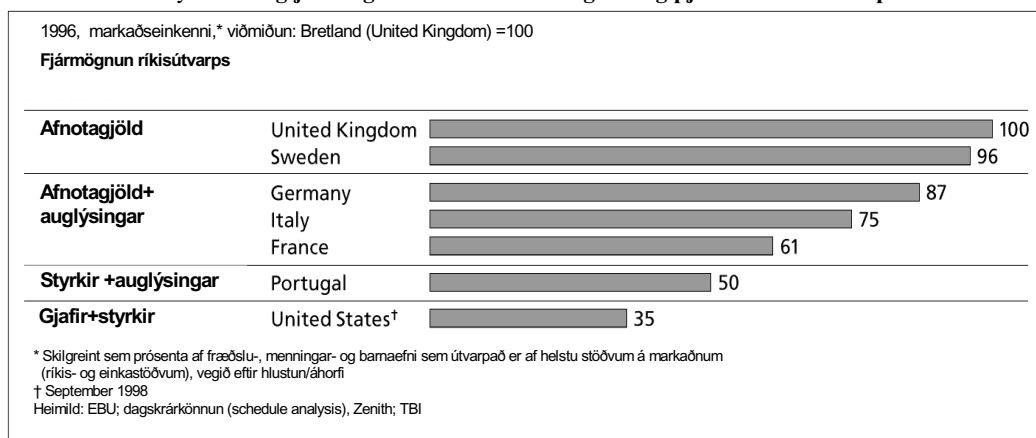 1996, markaðseinkenni,* viðmiðun: Bretland (United Kingdom) =100
Fjármögnun ríkisútvarps
Afnotagjöld United Kingdom 100
Sweden 96
Afnotagjöld+ Germany 87
auglýsingar Italy 75
France 61
Styrkir +auglýsingar Portugal 50
Gjafir+styrkir United States† 35
* Skilgreint sem prósenta af fræðslu-, menningar- og barnaefni sem útvarpað er af helstu stöðvum á markaðnum
(ríkis- og einkastöðvum), vegið eftir hlustun/áhorfi
† September 1998
Heimild: EBU; dagskrárkönnun (schedule analysis), Zenith; TBI